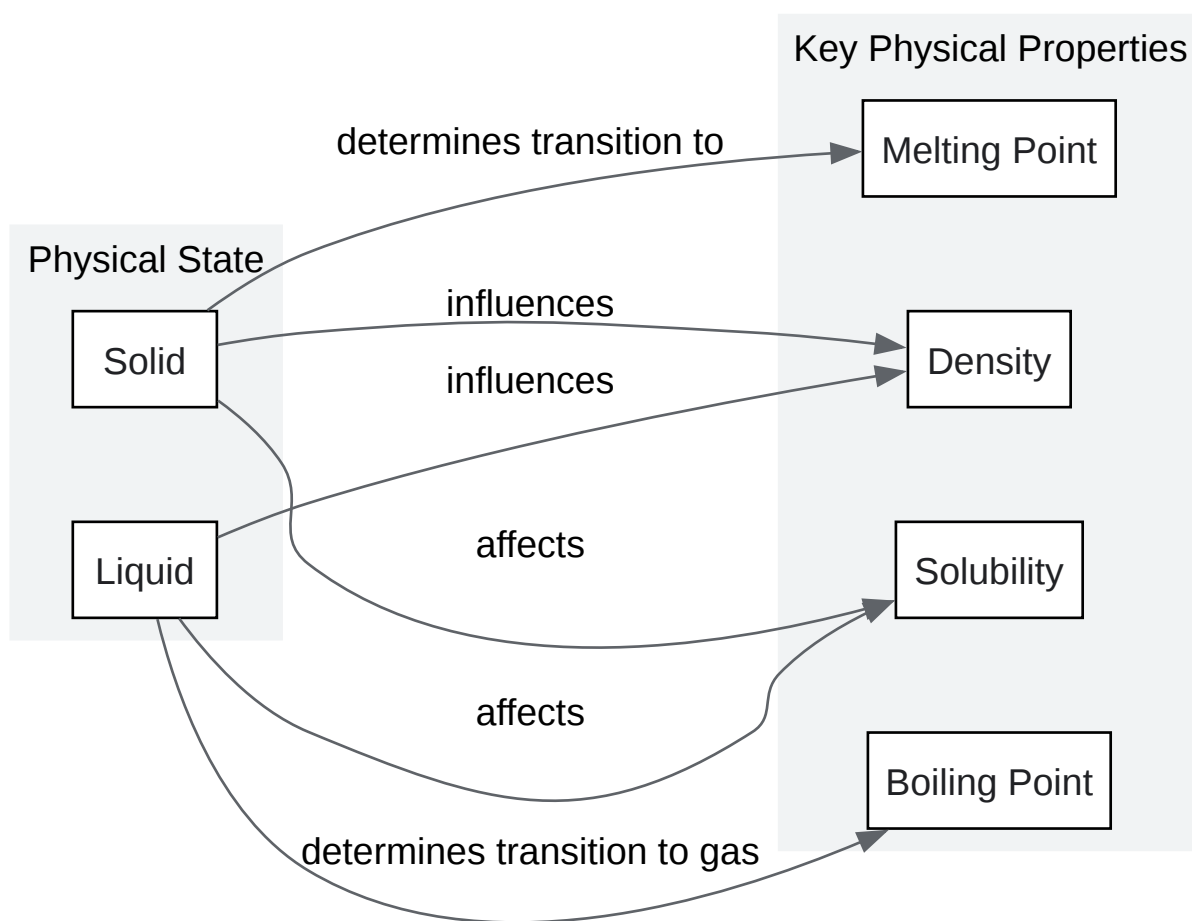 Key Physical Properties
determines transition to
Melting Point
Physical State
influences
Solid
Density
influences
affects
Liquid
Solubility
affects
Boiling Point
determines transition to gas